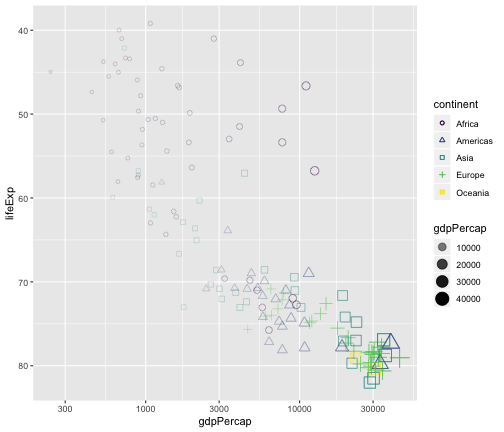 40
50
60
70
80
lifeExp
300
1000
3000
10000
30000
gdpPercap
continent
Africa
Americas
Asia
Europe
Oceania
gdpPercap
10000
20000
30000
40000